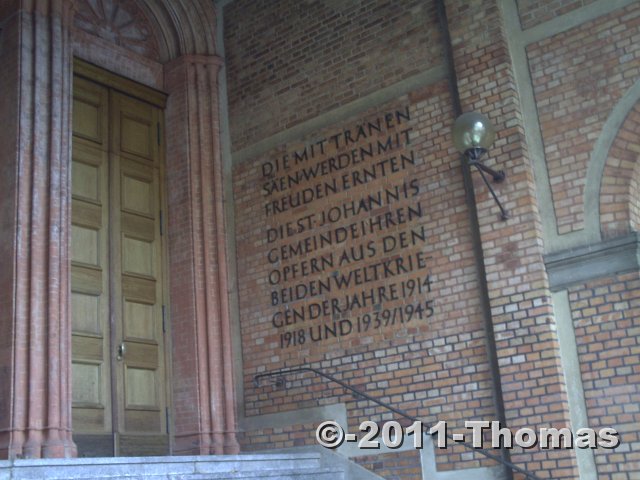 DIE MIT TRÄNEN
SÄEN·WERDEN MIT
FREUDEN ERNTEN
DIE ST JOHANNIS
GEMEINDE IHREN
OPFERN AUS DEN
BEIDEN WELTKRIE-
GEN DER JAHRE 1914
1918 UND 1939/1945
©-2011-Thomas